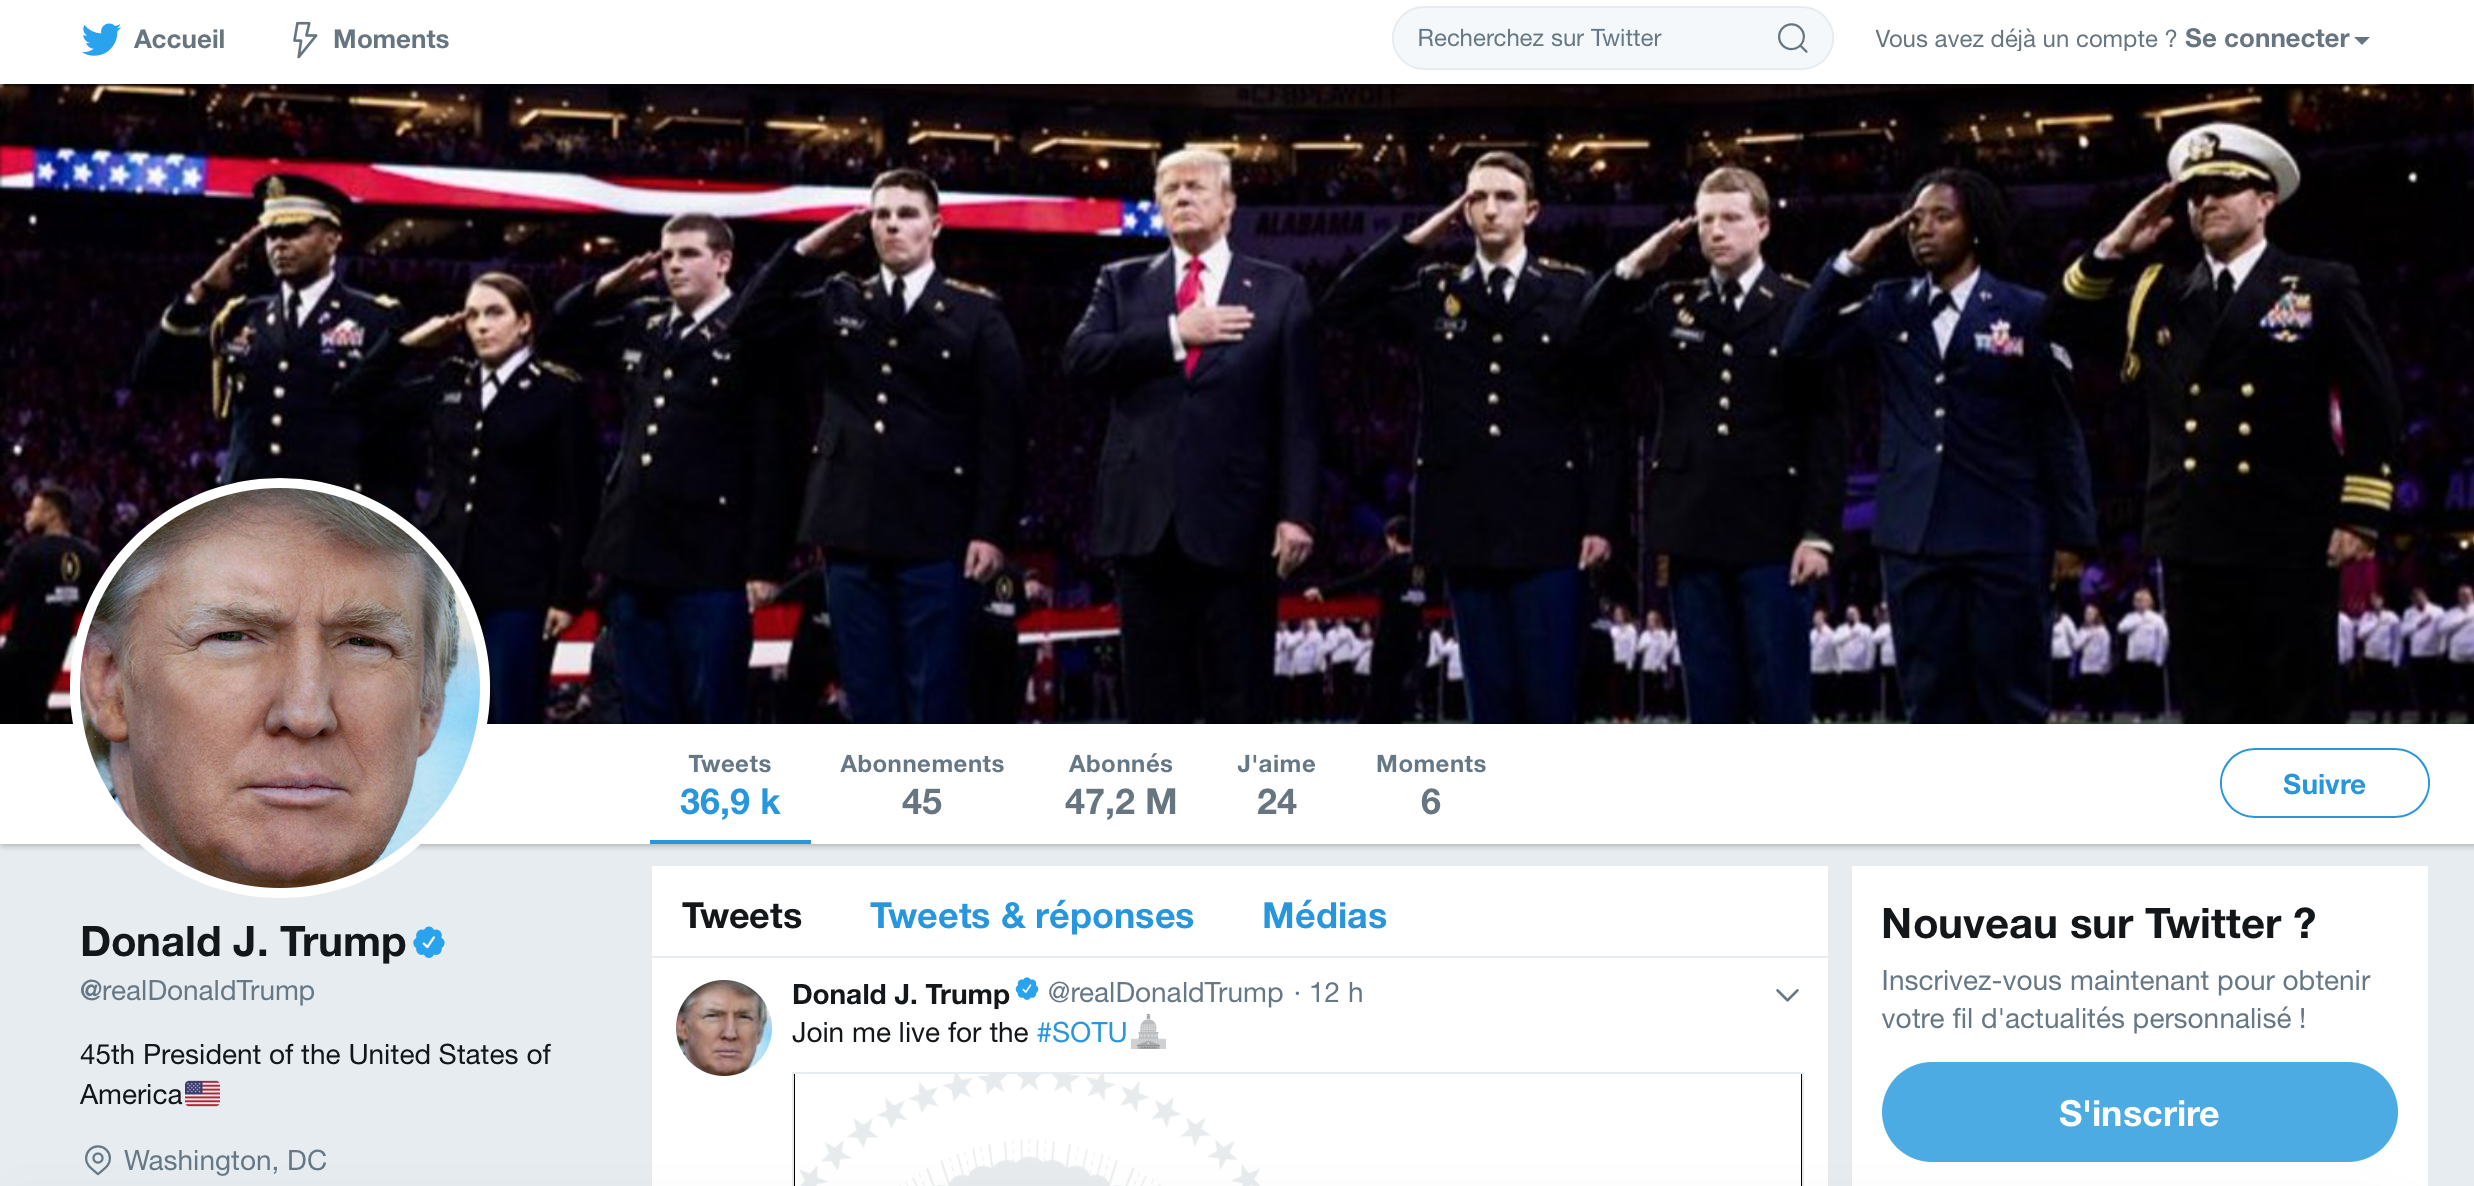 Accueil
Moments
Recherchez sur Twitter
Vous avez déjà un compte ? Se connecter
ALABAMA vs
Tweets
36,9 k
Abonnements
45
Abonnés
47,2 M
J'aime
24
Moments
6
Suivre
Donald J. Trump
@realDonaldTrump
45th President of the United States of
America
Washington, DC
Tweets
Tweets & réponses
Médias
Donald J. Trump @realDonaldTrump · 12 h
Join me live for the #SOTU
Nouveau sur Twitter ?
Inscrivez-vous maintenant pour obtenir
votre fil d'actualités personnalisé !
S'inscrire